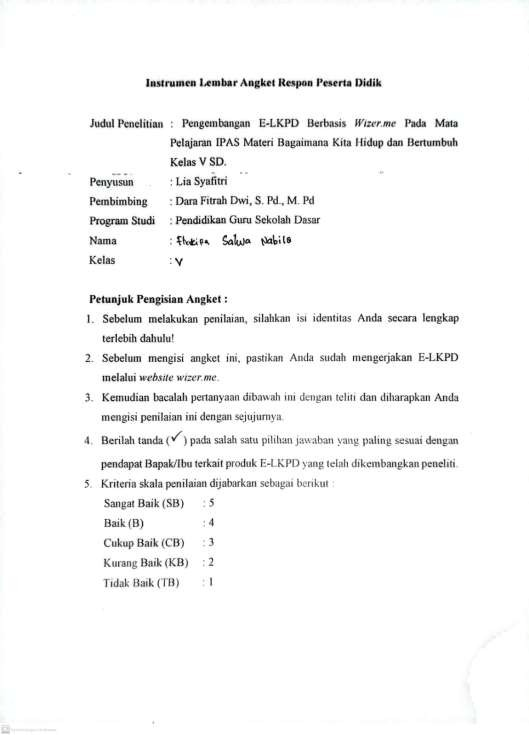 Instrumen Lembar Angket Respon Peserta Didik
Judul Penelitian : Pengembangan E-LKPD Berbasis Wizer.me Pada Mata
Pelajaran IPAS Materi Bagaimana Kita Hidup dan Bertumbuh
Kelas V SD.
Penyusun : Lia Syafitri
Pembimbing : Dara Fitrah Dwi, S. Pd., M. Pd
Program Studi : Pendidikan Guru Sekolah Dasar
Nama : Salwa Nabila
Kelas : V
Petunjuk Pengisian Angket :
1. Sebelum melakukan penilaian, silahkan isi identitas Anda secara lengkap
terlebih dahulu!
2. Sebelum mengisi angket ini, pastikan Anda sudah mengerjakan E-LKPD
melalui website wizer.me.
3. Kemudian bacalah pertanyaan dibawah ini dengan teliti dan diharapkan Anda
mengisi penilaian ini dengan sejujurnya.
4. Berilah tanda (✓) pada salah satu pilihan jawaban yang paling sesuai dengan
pendapat Bapak/Ibu terkait produk E-LKPD yang telah dikembangkan peneliti.
5. Kriteria skala penilaian dijabarkan sebagai berikut :
Sangat Baik (SB) : 5
Baik (B) : 4
Cukup Baik (CB) : 3
Kurang Baik (KB) : 2
Tidak Baik (TB) : 1